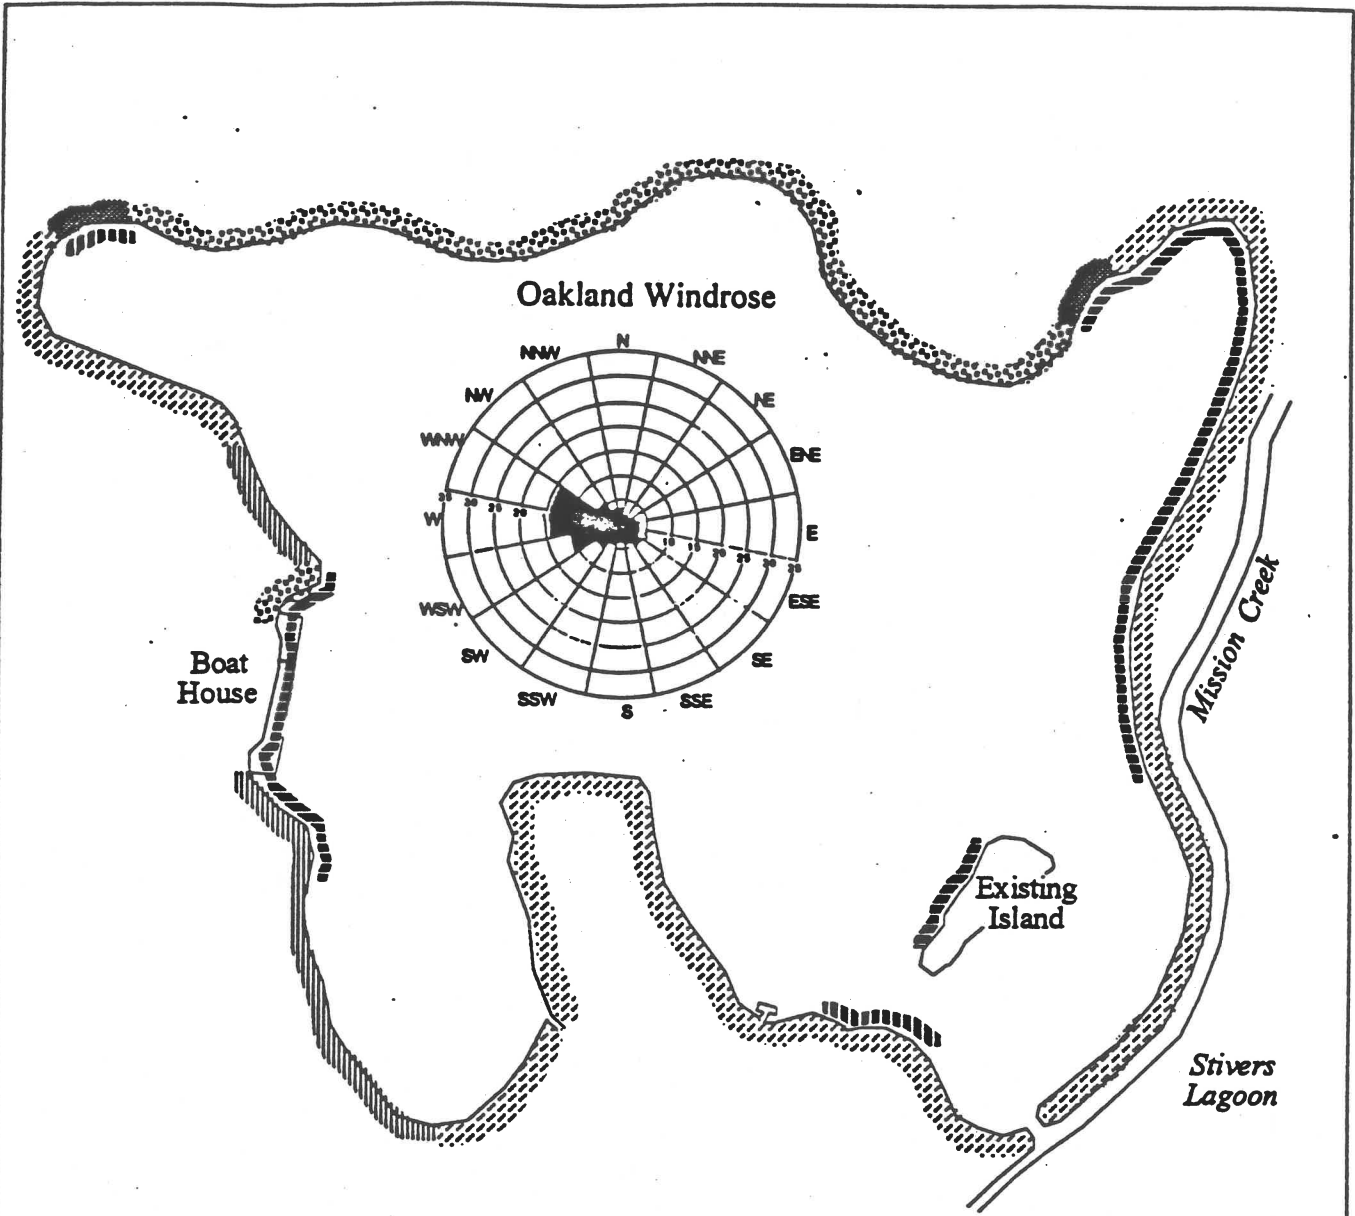 Oakland Windrose
N
NNW
NNE
NW
NE
WNW
ENE
W
E
WSW
ESE
SW
SE
SSW
SSE
S
Boat
House
Mission Creek
Existing
Island
Stivers
Lagoon